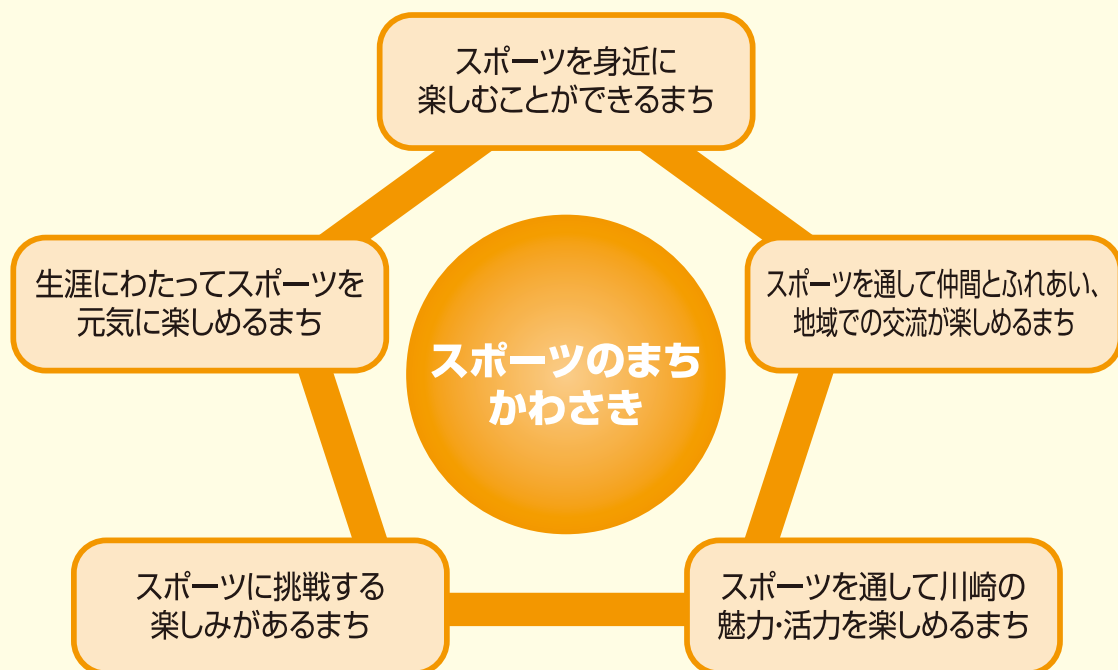 スポーツを身近に
楽しむことができるまち
生涯にわたってスポーツを
元気に楽しめるまち
スポーツを通して仲間とふれあい、
地域での交流が楽しめるまち
スポーツのまち
かわさき
スポーツに挑戦する
楽しみがあるまち
スポーツを通して川崎の
魅力・活力を楽しめるまち